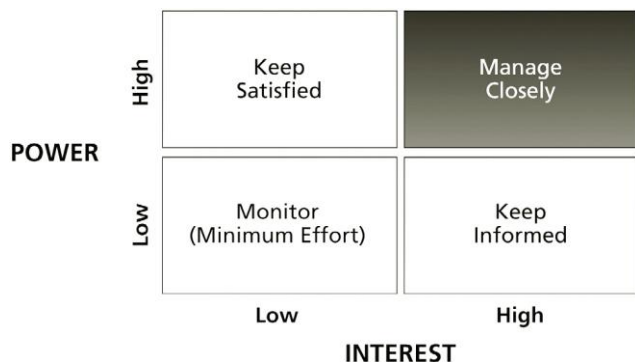 High
Keep
Satisfied
Manage
Closely
POWER
Low
Monitor
(Minimum Effort)
Keep
Informed
Low
High
INTEREST